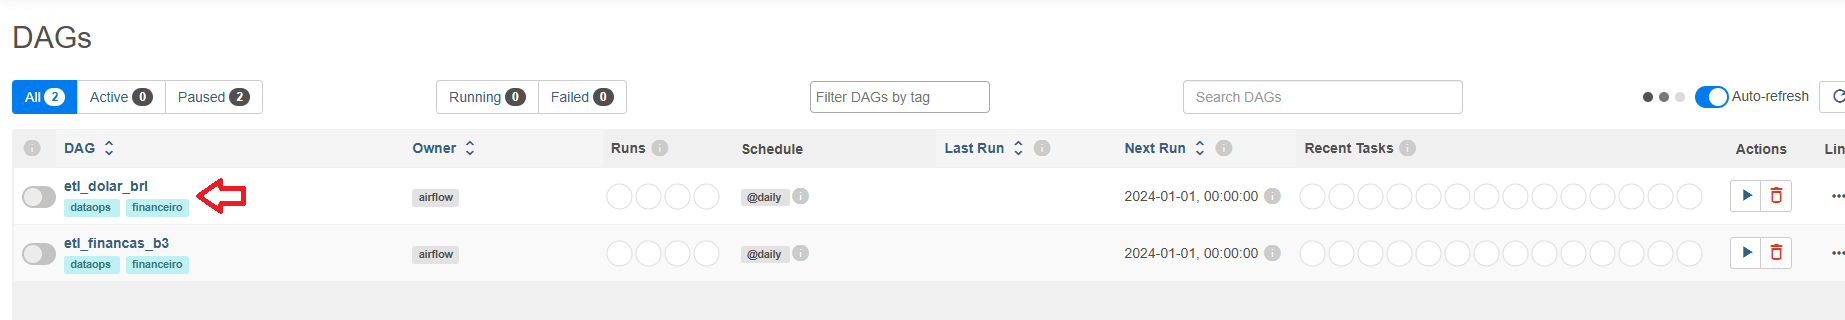 DAGs
All 2 Active 0 Paused 2 Running 0 Failed 0 Filter DAGs by tag Search DAGs Auto-refresh
i DAG Owner Runs i Schedule Last Run i Next Run i Recent Tasks i Actions Lin
etl_dolar_brl
dataops financeiro airflow @daily i 2024-01-01, 00:00:00 i
etl_financas_b3
dataops financeiro airflow @daily i 2024-01-01, 00:00:00 i